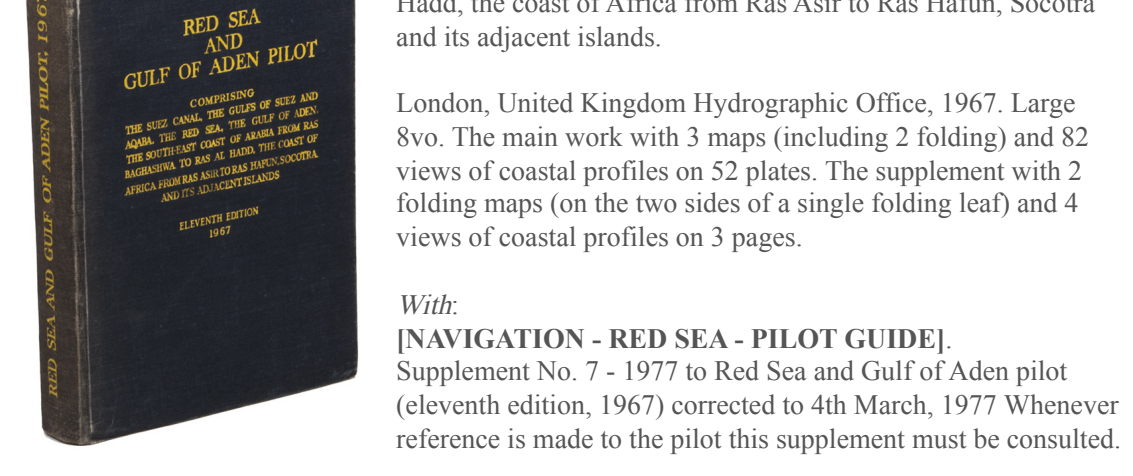 RED SEA AND GULF OF ADEN PILOT, 1967
RED SEA
AND
GULF OF ADEN PILOT
COMPRISING
THE SUEZ CANAL, THE GULFS OF SUEZ AND
AQABA, THE RED SEA, THE GULF OF ADEN,
THE SOUTH-EAST COAST OF ARABIA FROM RAS
BAGHASHWA TO RAS AL HADD, THE COAST OF
AFRICA FROM RAS ASIR TO RAS HAFUN, SOCOTRA
AND ITS ADJACENT ISLANDS
ELEVENTH EDITION
1967
Hadd, the coast of Africa from Ras Asir to Ras Hafun, Socotra
and its adjacent islands.
London, United Kingdom Hydrographic Office, 1967. Large
8vo. The main work with 3 maps (including 2 folding) and 82
views of coastal profiles on 52 plates. The supplement with 2
folding maps (on the two sides of a single folding leaf) and 4
views of coastal profiles on 3 pages.
With:
[NAVIGATION - RED SEA - PILOT GUIDE].
Supplement No. 7 - 1977 to Red Sea and Gulf of Aden pilot
(eleventh edition, 1967) corrected to 4th March, 1977 Whenever
reference is made to the pilot this supplement must be consulted.